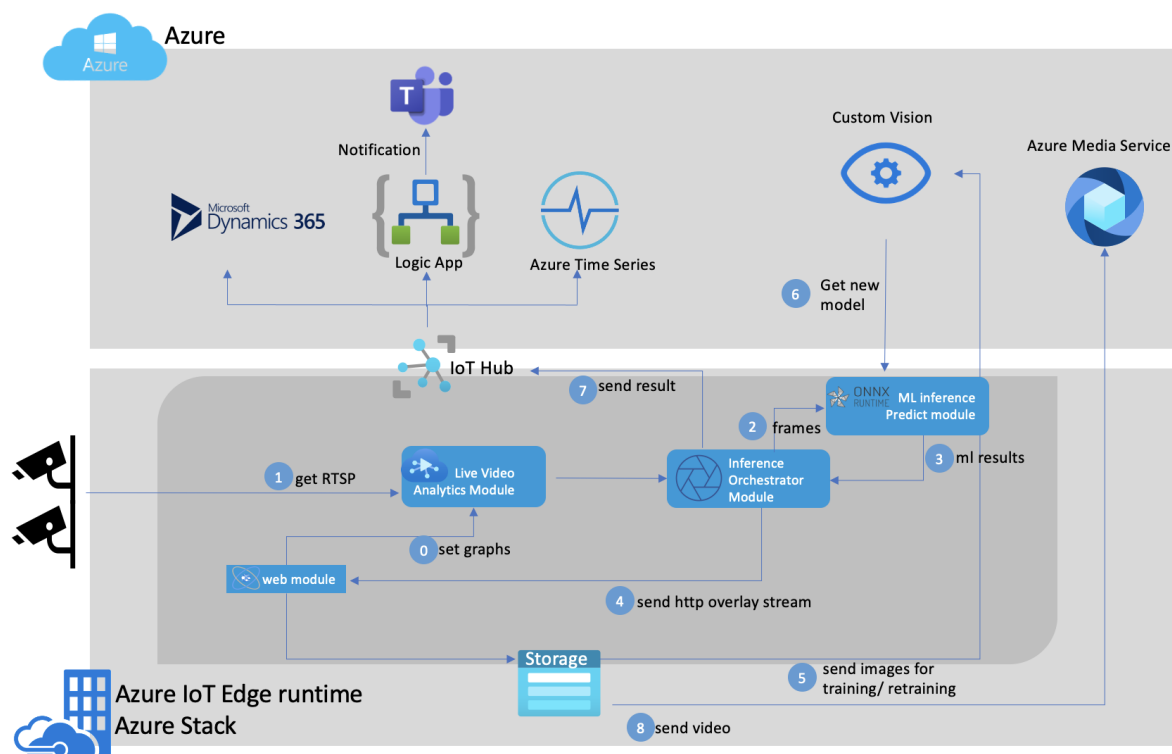 Azure
Azure
T
Notification
Custom Vision
Azure Media Service
Microsoft
Dynamics 365
Logic App
Azure Time Series
6 Get new
model
IoT Hub
7 send result
ONNX
RUNTIME
ML inference
Predict module
2 frames
3 ml results
1 get RTSP
Live Video
Analytics Module
Inference
Orchestrator
Module
0 set graphs
web module
4 send http overlay stream
Storage
5 send images for
training/ retraining
Azure IoT Edge runtime
Azure Stack
8 send video